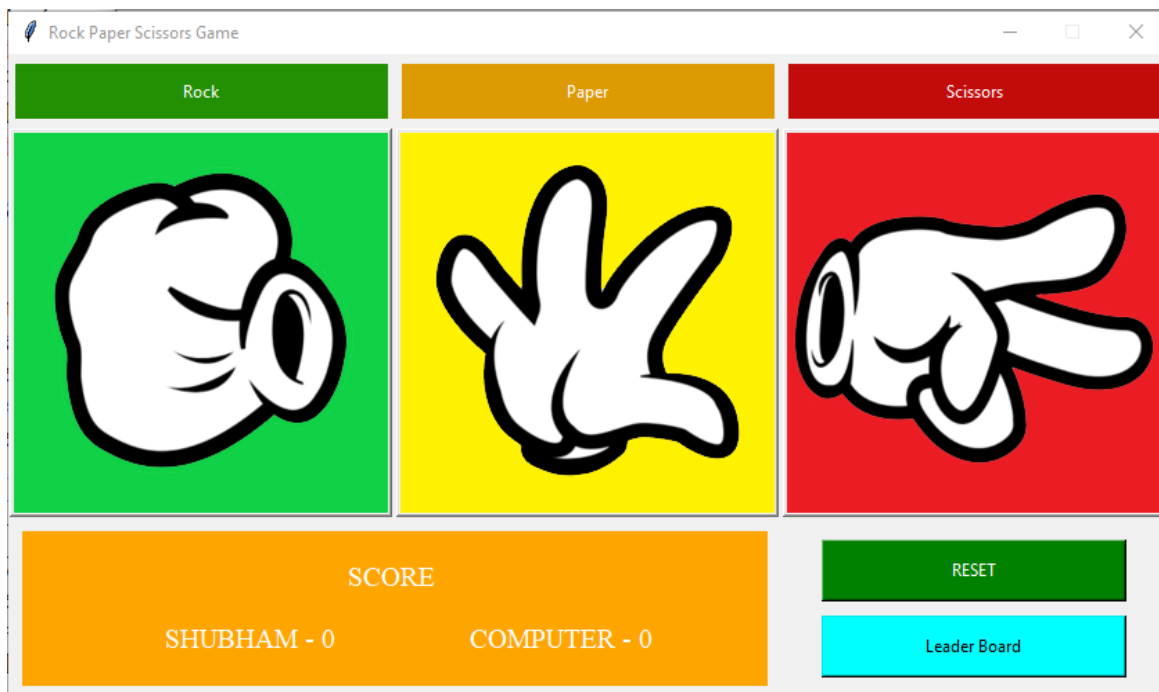 Rock Paper Scissors Game
Rock Paper Scissors
SCORE
SHUBHAM - 0 COMPUTER - 0
RESET
Leader Board